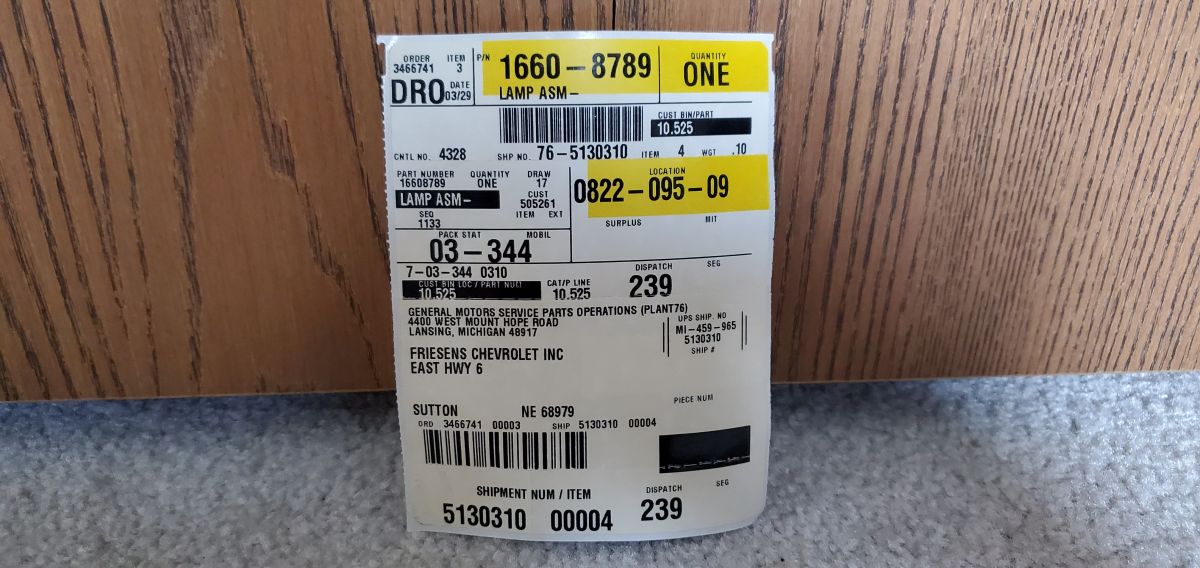 ORDER ITEM P/N 1660-8789 QUANTITY
3466741 3 ONE
DRO DATE 03/29 LAMP ASM-
CUST BIN/PART
10.525
CNTL NO. 4328 SHP NO. 76-5130310 ITEM 4 WGT .10
PART NUMBER QUANTITY DRAW LOCATION
16608789 ONE 17 0822-095-09
LAMP ASM- CUST
505261
SEQ ITEM EXT SURPLUS MIT
1133
PACK STAT MOBIL
03-344
7-03-344 0310 DISPATCH SEG
CUST BIN LOC / PART NUM CAT/P LINE 239
10.525 10.525
GENERAL MOTORS SERVICE PARTS OPERATIONS (PLANT76)
4400 WEST MOUNT HOPE ROAD
LANSING, MICHIGAN 48917
UPS SHIP. NO
MI-459-965
5130310
SHIP #
FRIESENS CHEVROLET INC
EAST HWY 6
PIECE NUM
SUTTON NE 68979
ORD 3466741 00003 SHIP 5130310 00004
SHIPMENT NUM / ITEM DISPATCH SEG
5130310 00004 239